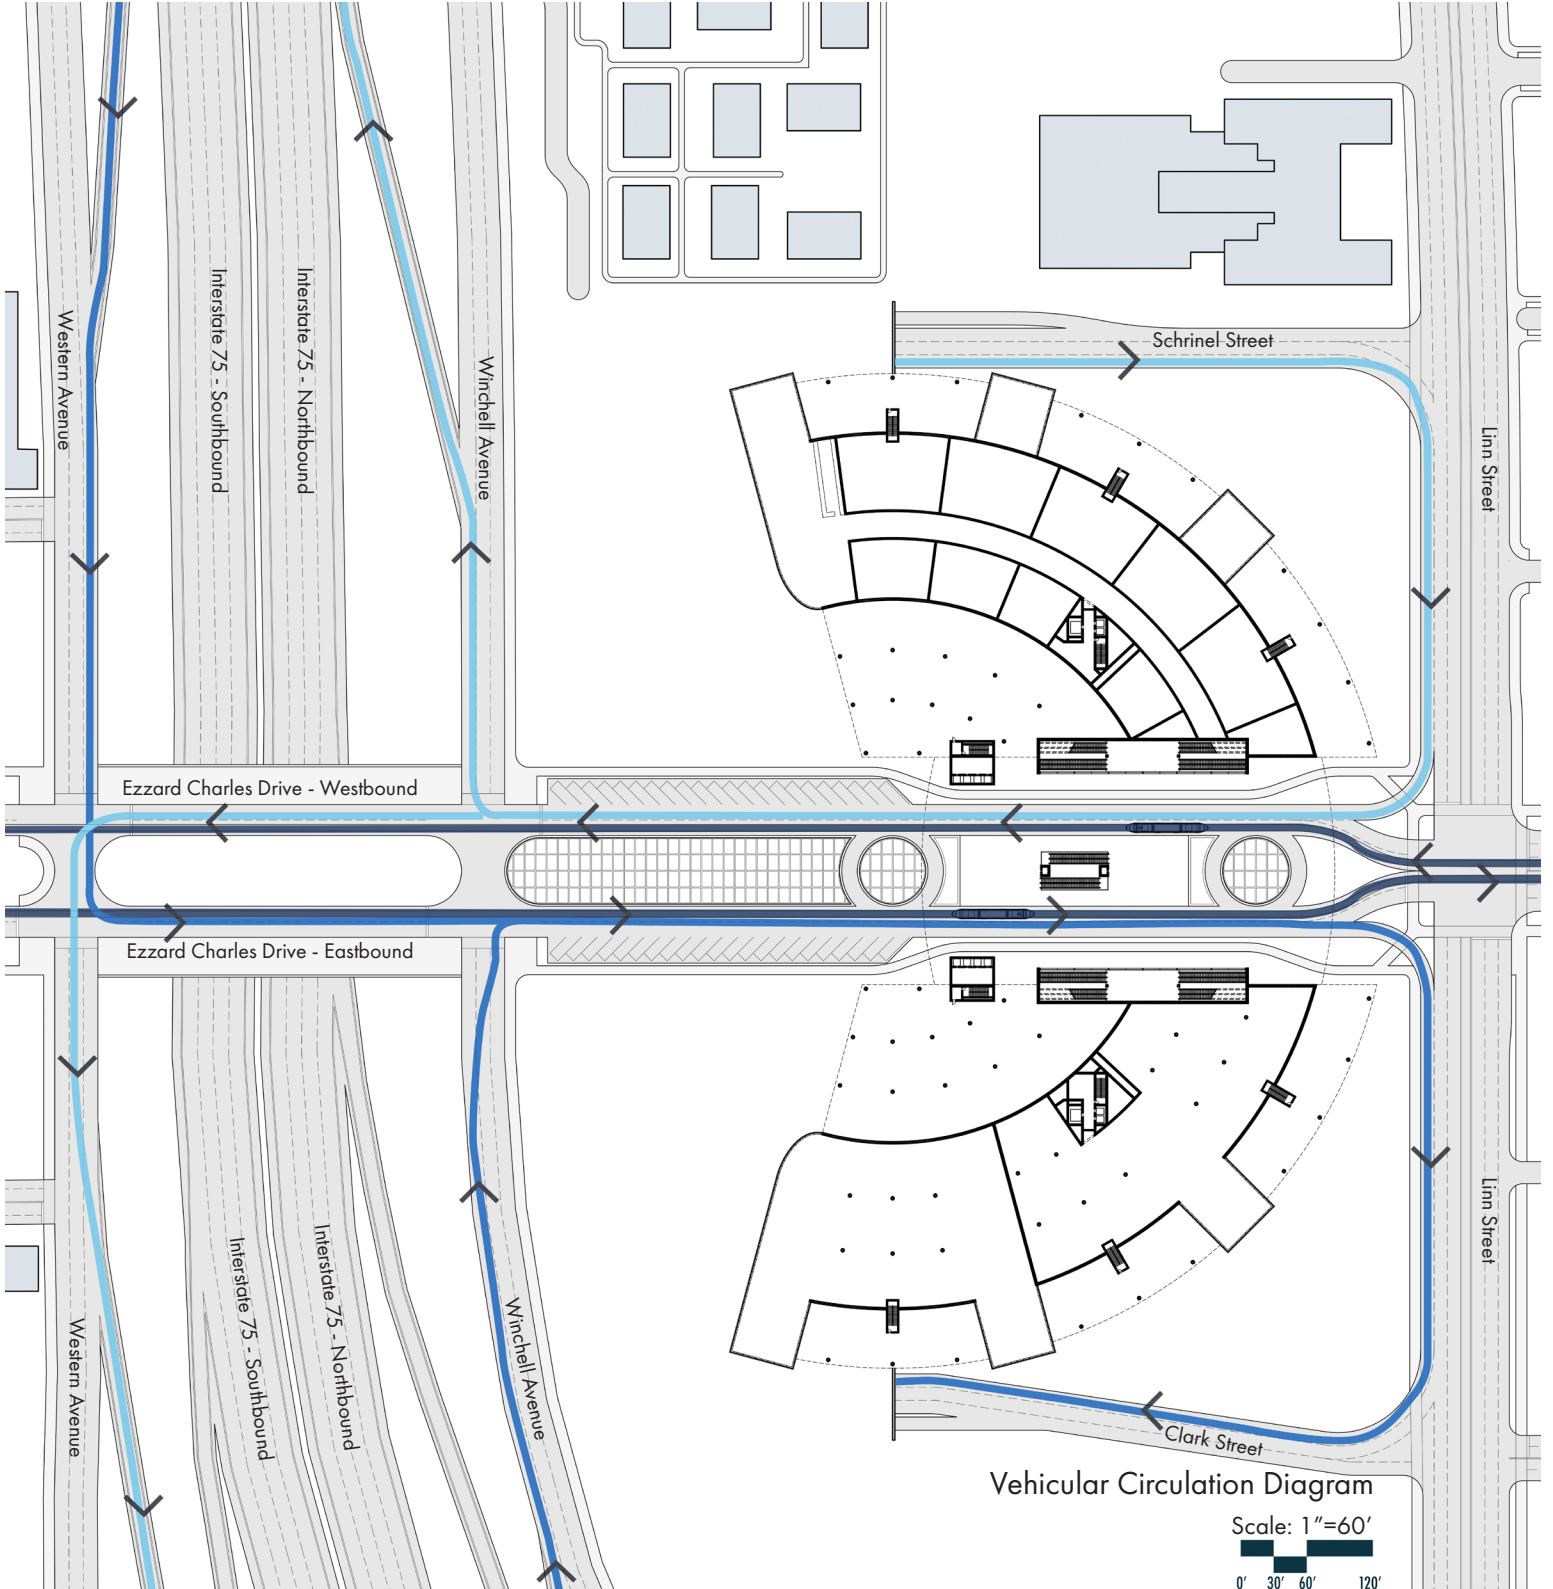 Interstate 75 - Southbound
Interstate 75 - Northbound
Western Avenue
Schrinel Street
Winchell Avenue
Linn Street
Ezzard Charles Drive - Westbound
Ezzard Charles Drive - Eastbound
Linn Street
Interstate 75 - Northbound
Interstate 75 - Southbound
Winchell Avenue
Western Avenue
Clark Street
Vehicular Circulation Diagram
Scale: 1”=60’
0’ 30’ 60’ 120’